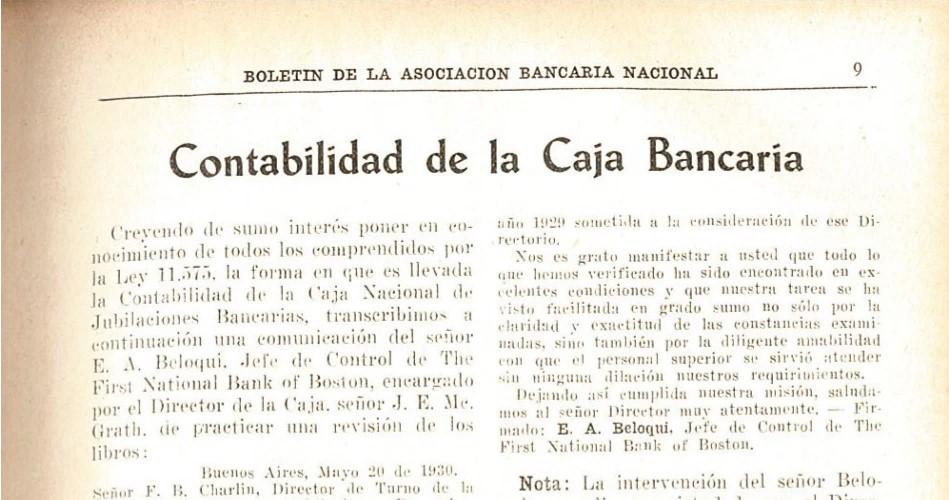 BOLETIN DE LA ASOCIACION BANCARIA NACIONAL 9
Contabilidad de la Caja Bancaria
Creyendo de sumo interés poner en co-
nocimiento de todos los comprendidos por
la Ley 11.575, la forma en que es llevada
la Contabilidad de la Caja Nacional de
Jubilaciones Bancarias, transcribimos a
continuación una comunicación del señor
E. A. Beloqui, Jefe de Control de The
First National Bank of Boston, encargado
por el Director de la Caja, señor J. E. Mc.
Grath, de practicar una revisión de los
libros:
Buenos Aires, Mayo 20 de 1930.
Señor F. B. Charlin, Director de Turno de la
año 1929 sometida a la consideración de ese Di-
rectorio.
Nos es grato manifestar a usted que todo lo
que hemos verificado ha sido encontrado en ex-
celentes condiciones y que nuestra tarea se ha
visto facilitada en grado sumo no sólo por la
claridad y exactitud de las constancias exami-
nadas, sino también por la diligente amabilidad
con que el personal superior se sirvió atender
sin ninguna dilación nuestros requirimientos.
Dejando así cumplida nuestra misión, saluda-
mos al señor Director muy atentamente. — Fir-
mado: E. A. Beloqui, Jefe de Control de The
First National Bank of Boston.
Nota: La intervención del señor Belo-